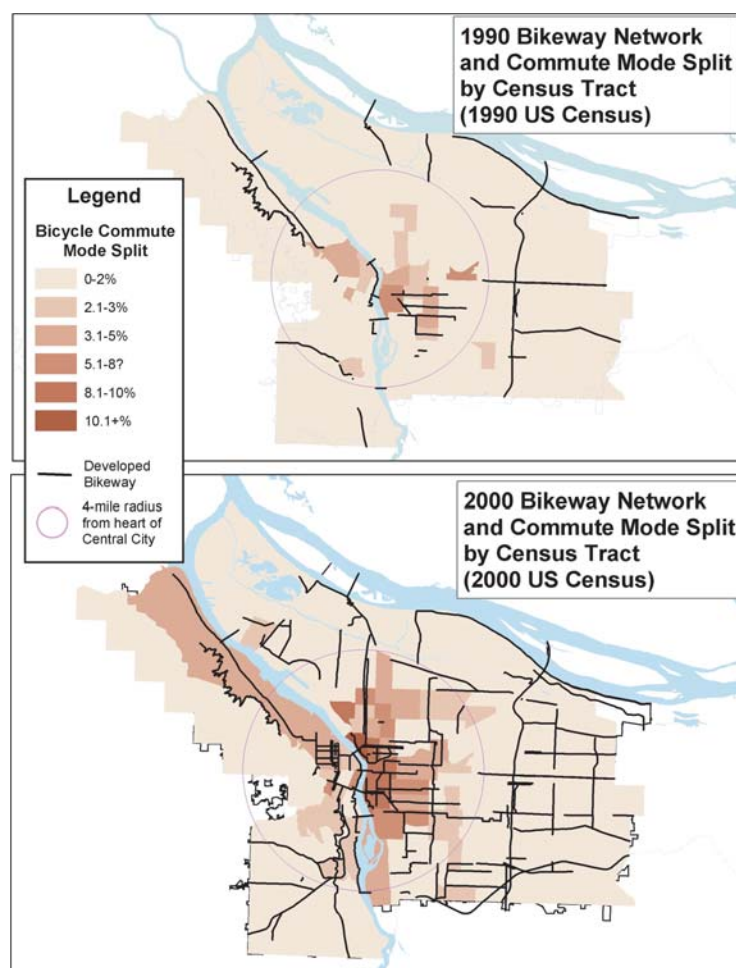 1990 Bikeway Network
and Commute Mode Split
by Census Tract
(1990 US Census)
Legend
Bicycle Commute
Mode Split
0-2%
2.1-3%
3.1-5%
5.1-8?
8.1-10%
10.1+%
Developed
Bikeway
4-mile radius
from heart of
Central City
2000 Bikeway Network
and Commute Mode Split
by Census Tract
(2000 US Census)